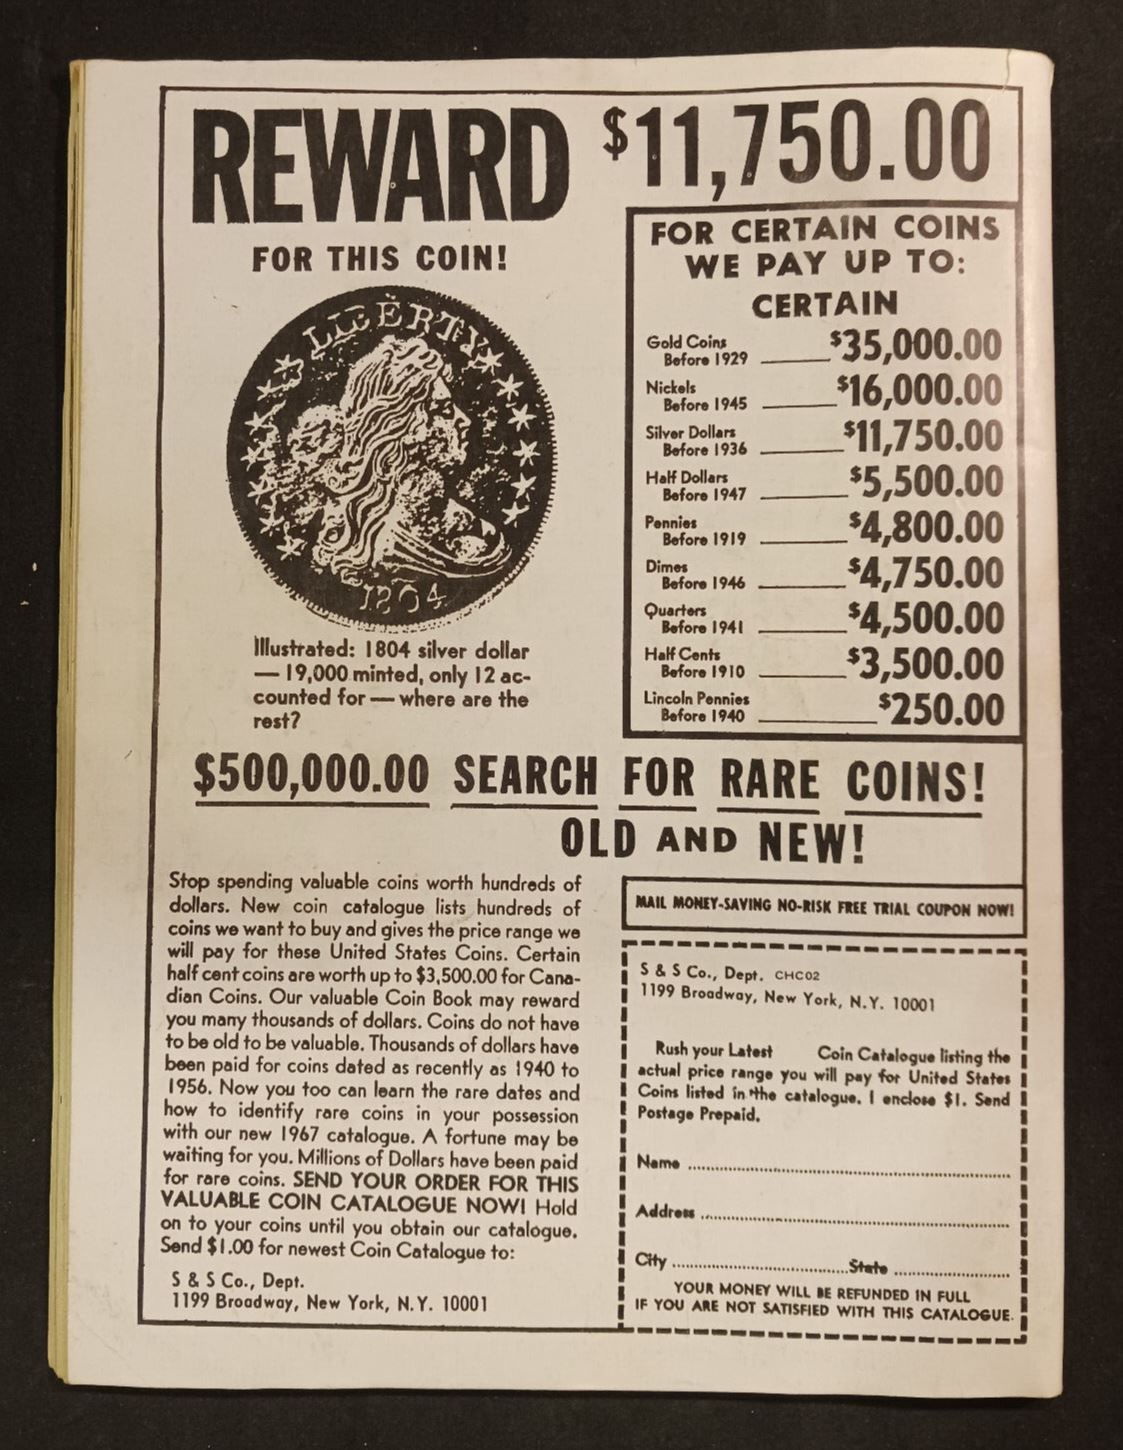 REWARD $11,750.00
FOR THIS COIN!
LIBERTY
1804
Illustrated: 1804 silver dollar
— 19,000 minted, only 12 ac-
counted for — where are the
rest?
FOR CERTAIN COINS
WE PAY UP TO:
CERTAIN
Gold Coins
Before 1929 $35,000.00
Nickels
Before 1945 $16,000.00
Silver Dollars
Before 1936 $11,750.00
Half Dollars
Before 1947 $5,500.00
Pennies
Before 1919 $4,800.00
Dimes
Before 1946 $4,750.00
Quarters
Before 1941 $4,500.00
Half Cents
Before 1910 $3,500.00
Lincoln Pennies
Before 1940 $250.00
$500,000.00 SEARCH FOR RARE COINS!
OLD AND NEW!
Stop spending valuable coins worth hundreds of
dollars. New coin catalogue lists hundreds of
coins we want to buy and gives the price range we
will pay for these United States Coins. Certain
half cent coins are worth up to $3,500.00 for Cana-
dian Coins. Our valuable Coin Book may reward
you many thousands of dollars. Coins do not have
to be old to be valuable. Thousands of dollars have
been paid for coins dated as recently as 1940 to
1956. Now you too can learn the rare dates and
how to identify rare coins in your possession
with our new 1967 catalogue. A fortune may be
waiting for you. Millions of Dollars have been paid
for rare coins. SEND YOUR ORDER FOR THIS
VALUABLE COIN CATALOGUE NOW! Hold
on to your coins until you obtain our catalogue.
Send $1.00 for newest Coin Catalogue to:
S & S Co., Dept.
1199 Broadway, New York, N.Y. 10001
MAIL MONEY-SAVING NO-RISK FREE TRIAL COUPON NOW!
S & S Co., Dept. CHC02
1199 Broadway, New York, N.Y. 10001
Rush your Latest Coin Catalogue listing the
actual price range you will pay for United States
Coins listed in the catalogue. I enclose $1. Send
Postage Prepaid.
Name
Address
City State
YOUR MONEY WILL BE REFUNDED IN FULL
IF YOU ARE NOT SATISFIED WITH THIS CATALOGUE.